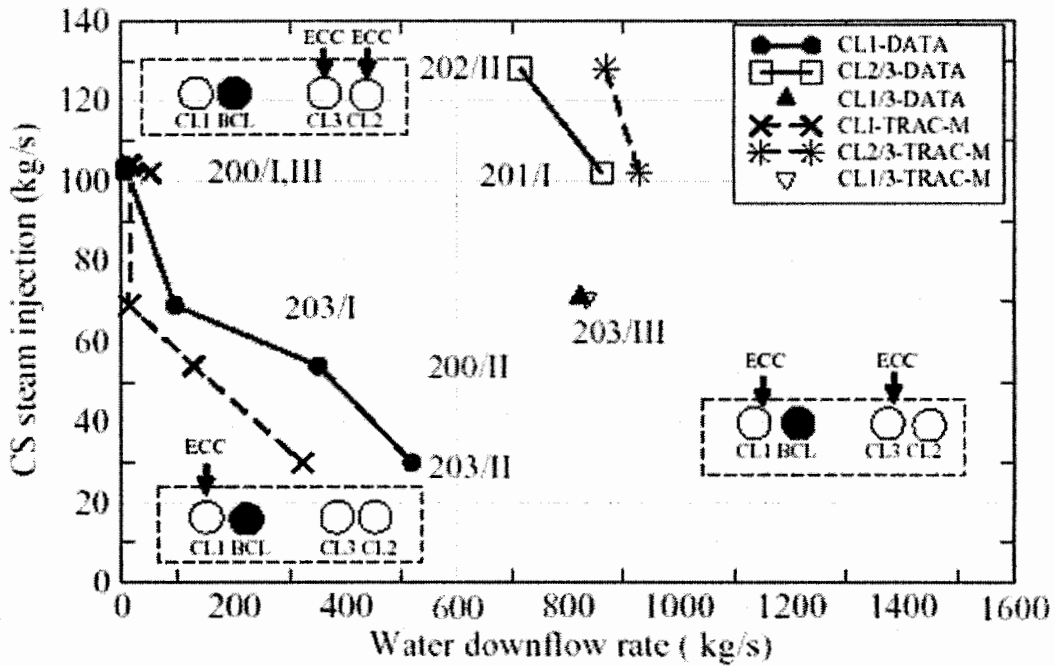 CS steam injection (kg/s)
140
120
100
80
60
40
20
0
0 200 400 600 800 1000 1200 1400 1600
Water downflow rate ( kg/s)
ECC ECC
CL1 BCL CL3 CL2
202/II
200/I,III
201/I
203/I
203/III
200/II
203/II
CL1-DATA
CL2/3-DATA
CL1/3-DATA
CL1-TRAC-M
CL2/3-TRAC-M
CL1/3-TRAC-M
ECC ECC
CL1 BCL CL3 CL2
ECC
CL1 BCL CL3 CL2